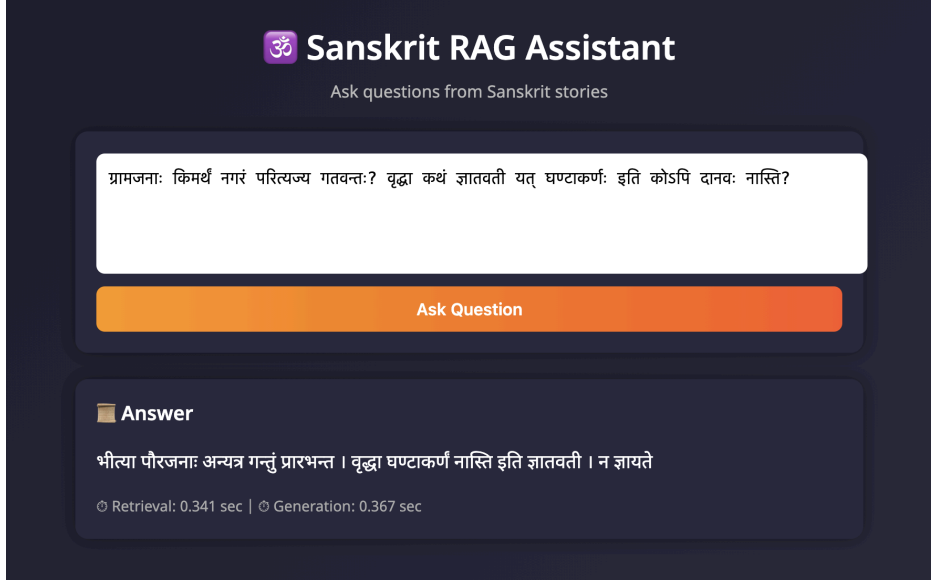 🕉️ Sanskrit RAG Assistant
Ask questions from Sanskrit stories
ग्रामजनाः किमर्थं नगरं परित्यज्य गतवन्तः? वृद्धा कथं ज्ञातवती यत् घण्टाकर्णः इति कोऽपि दानवः नास्ति?
Ask Question
📜 Answer
भीत्या पौरजनाः अन्यत्र गन्तुं प्रारभन्त । वृद्धा घण्टाकर्णं नास्ति इति ज्ञातवती । न ज्ञायते
⏱ Retrieval: 0.341 sec | ⏱ Generation: 0.367 sec